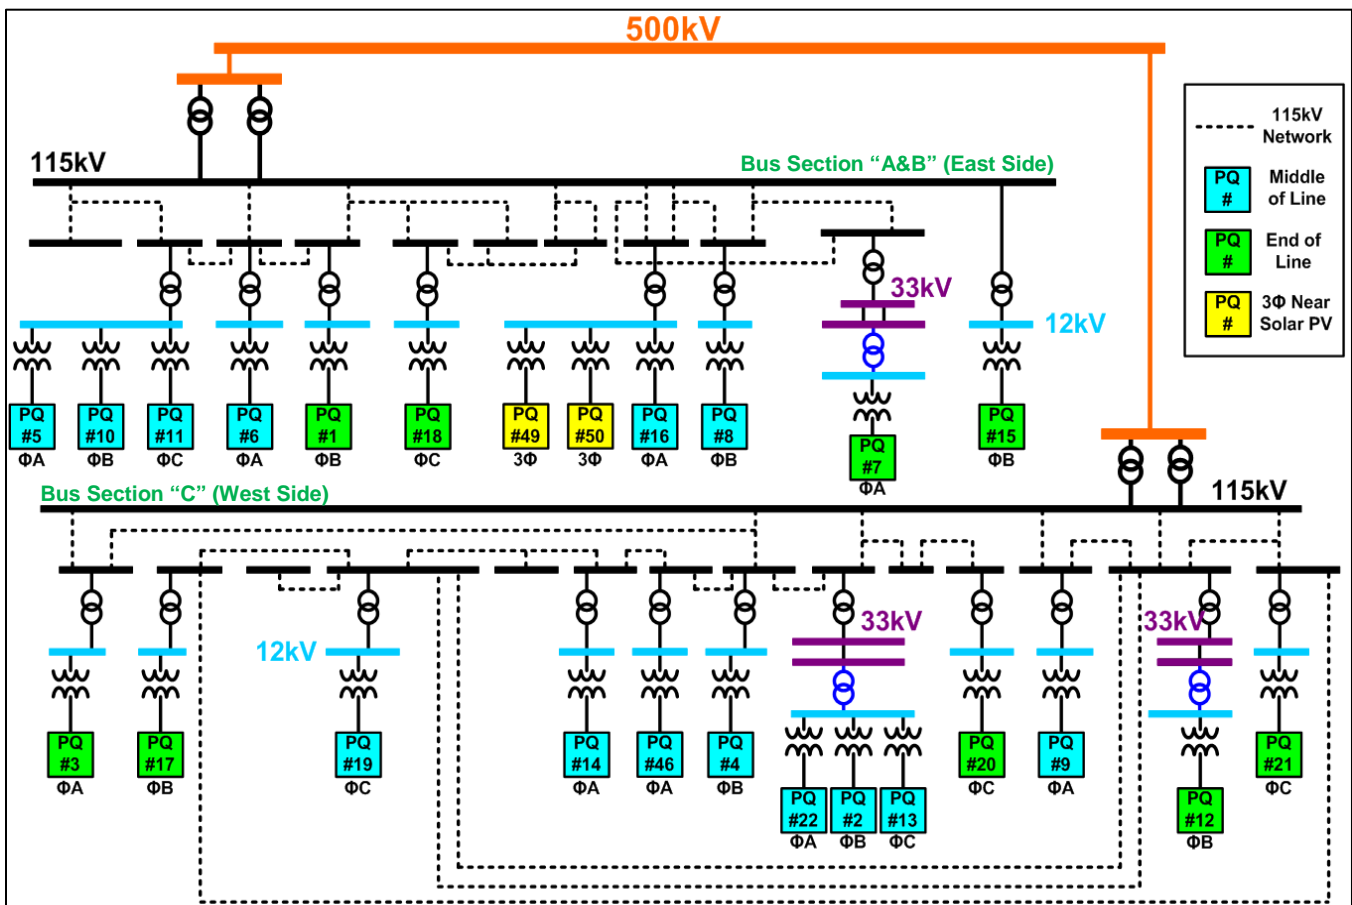 500kV
115kV
Bus Section “A&B” (East Side)
115kV
Network
PQ
#
Middle
of Line
PQ
#
End of
Line
PQ
#
3Φ Near
Solar PV
33kV
12kV
PQ
#5
ΦA
PQ
#10
ΦB
PQ
#11
ΦC
PQ
#6
ΦA
PQ
#1
ΦB
PQ
#18
ΦC
PQ
#49
3Φ
PQ
#50
3Φ
PQ
#16
ΦA
PQ
#8
ΦB
PQ
#7
ΦA
PQ
#15
ΦB
Bus Section “C” (West Side)
115kV
12kV
33kV
33kV
PQ
#3
ΦA
PQ
#17
ΦB
PQ
#19
ΦC
PQ
#14
ΦA
PQ
#46
ΦA
PQ
#4
ΦB
PQ
#22
ΦA
PQ
#2
ΦB
PQ
#13
ΦC
PQ
#20
ΦC
PQ
#9
ΦA
PQ
#12
ΦB
PQ
#21
ΦC